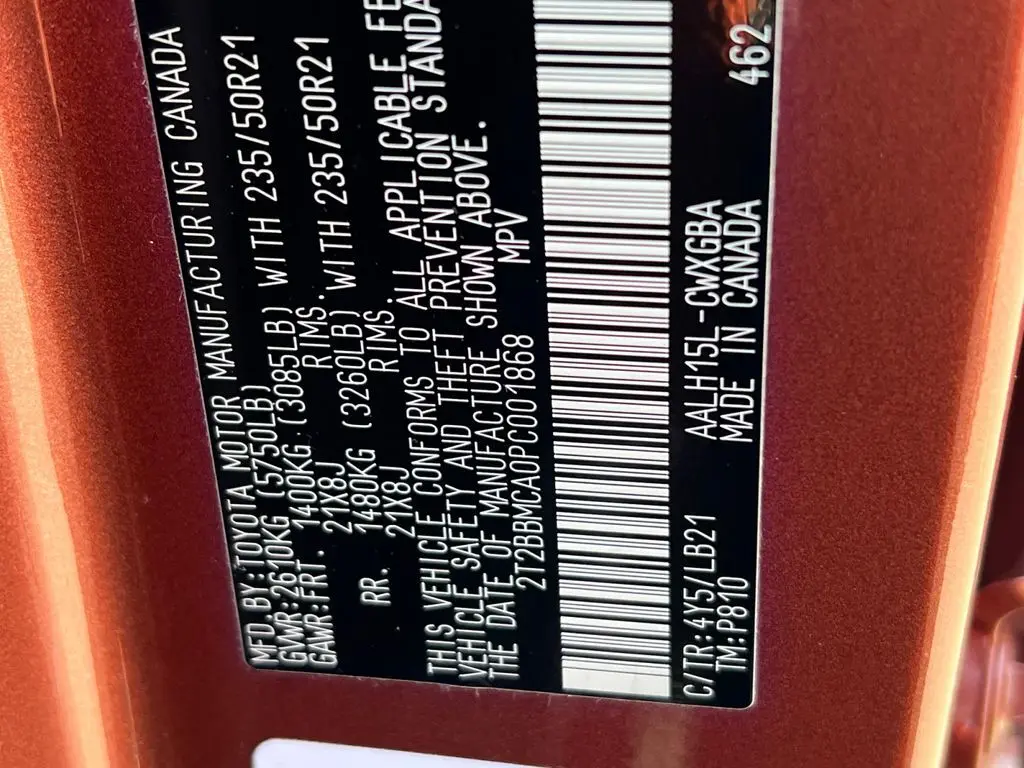 MFD.BY:TOYOTA MOTOR MANUFACTURING CANADA
GVWR:2610KG (5750LB)
GAWR:FRT. 1400KG (3085LB) WITH 235/50R21
21X8J RIMS.
RR. 1480KG (3260LB) WITH 235/50R21
21X8J RIMS.
THIS VEHICLE CONFORMS TO ALL APPLICABLE FE
VEHICLE SAFETY AND THEFT PREVENTION STANDA
THE DATE OF MANUFACTURE SHOWN ABOVE.
2T2BBMCA0PC001868 MPV
C/TR:4Y5/LB21 AALH15L-CWXGBA 462
TM:P810 MADE IN CANADA